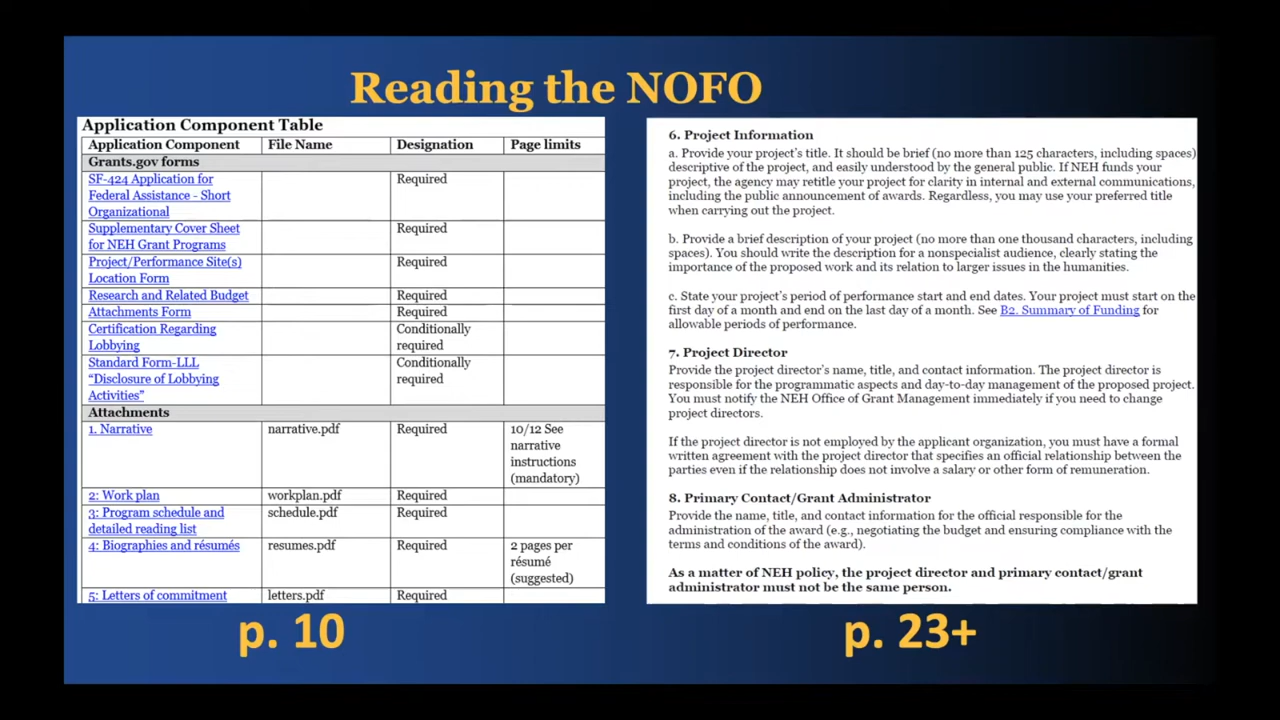 Reading the NOFO
Application Component Table
Application Component File Name Designation Page limits
Grants.gov forms
SF-424 Application for Required
Federal Assistance - Short
Organizational
Supplementary Cover Sheet Required
for NEH Grant Programs
Project/Performance Site(s) Required
Location Form
Research and Related Budget Required
Attachments Form Required
Certification Regarding Conditionally
Lobbying required
Standard Form-LLL Conditionally
“Disclosure of Lobbying required
Activities”
Attachments
1. Narrative narrative.pdf Required 10/12 See
narrative
instructions
(mandatory)
2: Work plan workplan.pdf Required
3: Program schedule and schedule.pdf Required
detailed reading list
4: Biographies and résumés resumes.pdf Required 2 pages per
résumé
(suggested)
5: Letters of commitment letters.pdf Required
p. 10
6. Project Information
a. Provide your project’s title. It should be brief (no more than 125 characters, including spaces)
descriptive of the project, and easily understood by the general public. If NEH funds your
project, the agency may retitle your project for clarity in internal and external communications,
including the public announcement of awards. Regardless, you may use your preferred title
when carrying out the project.
b. Provide a brief description of your project (no more than one thousand characters, including
spaces). You should write the description for a nonspecialist audience, clearly stating the
importance of the proposed work and its relation to larger issues in the humanities.
c. State your project’s period of performance start and end dates. Your project must start on the
first day of a month and end on the last day of a month. See B2. Summary of Funding for
allowable periods of performance.
7. Project Director
Provide the project director’s name, title, and contact information. The project director is
responsible for the programmatic aspects and day-to-day management of the proposed project.
You must notify the NEH Office of Grant Management immediately if you need to change
project directors.
If the project director is not employed by the applicant organization, you must have a formal
written agreement with the project director that specifies an official relationship between the
parties even if the relationship does not involve a salary or other form of remuneration.
8. Primary Contact/Grant Administrator
Provide the name, title, and contact information for the official responsible for the
administration of the award (e.g., negotiating the budget and ensuring compliance with the
terms and conditions of the award).
As a matter of NEH policy, the project director and primary contact/grant
administrator must not be the same person.
p. 23+